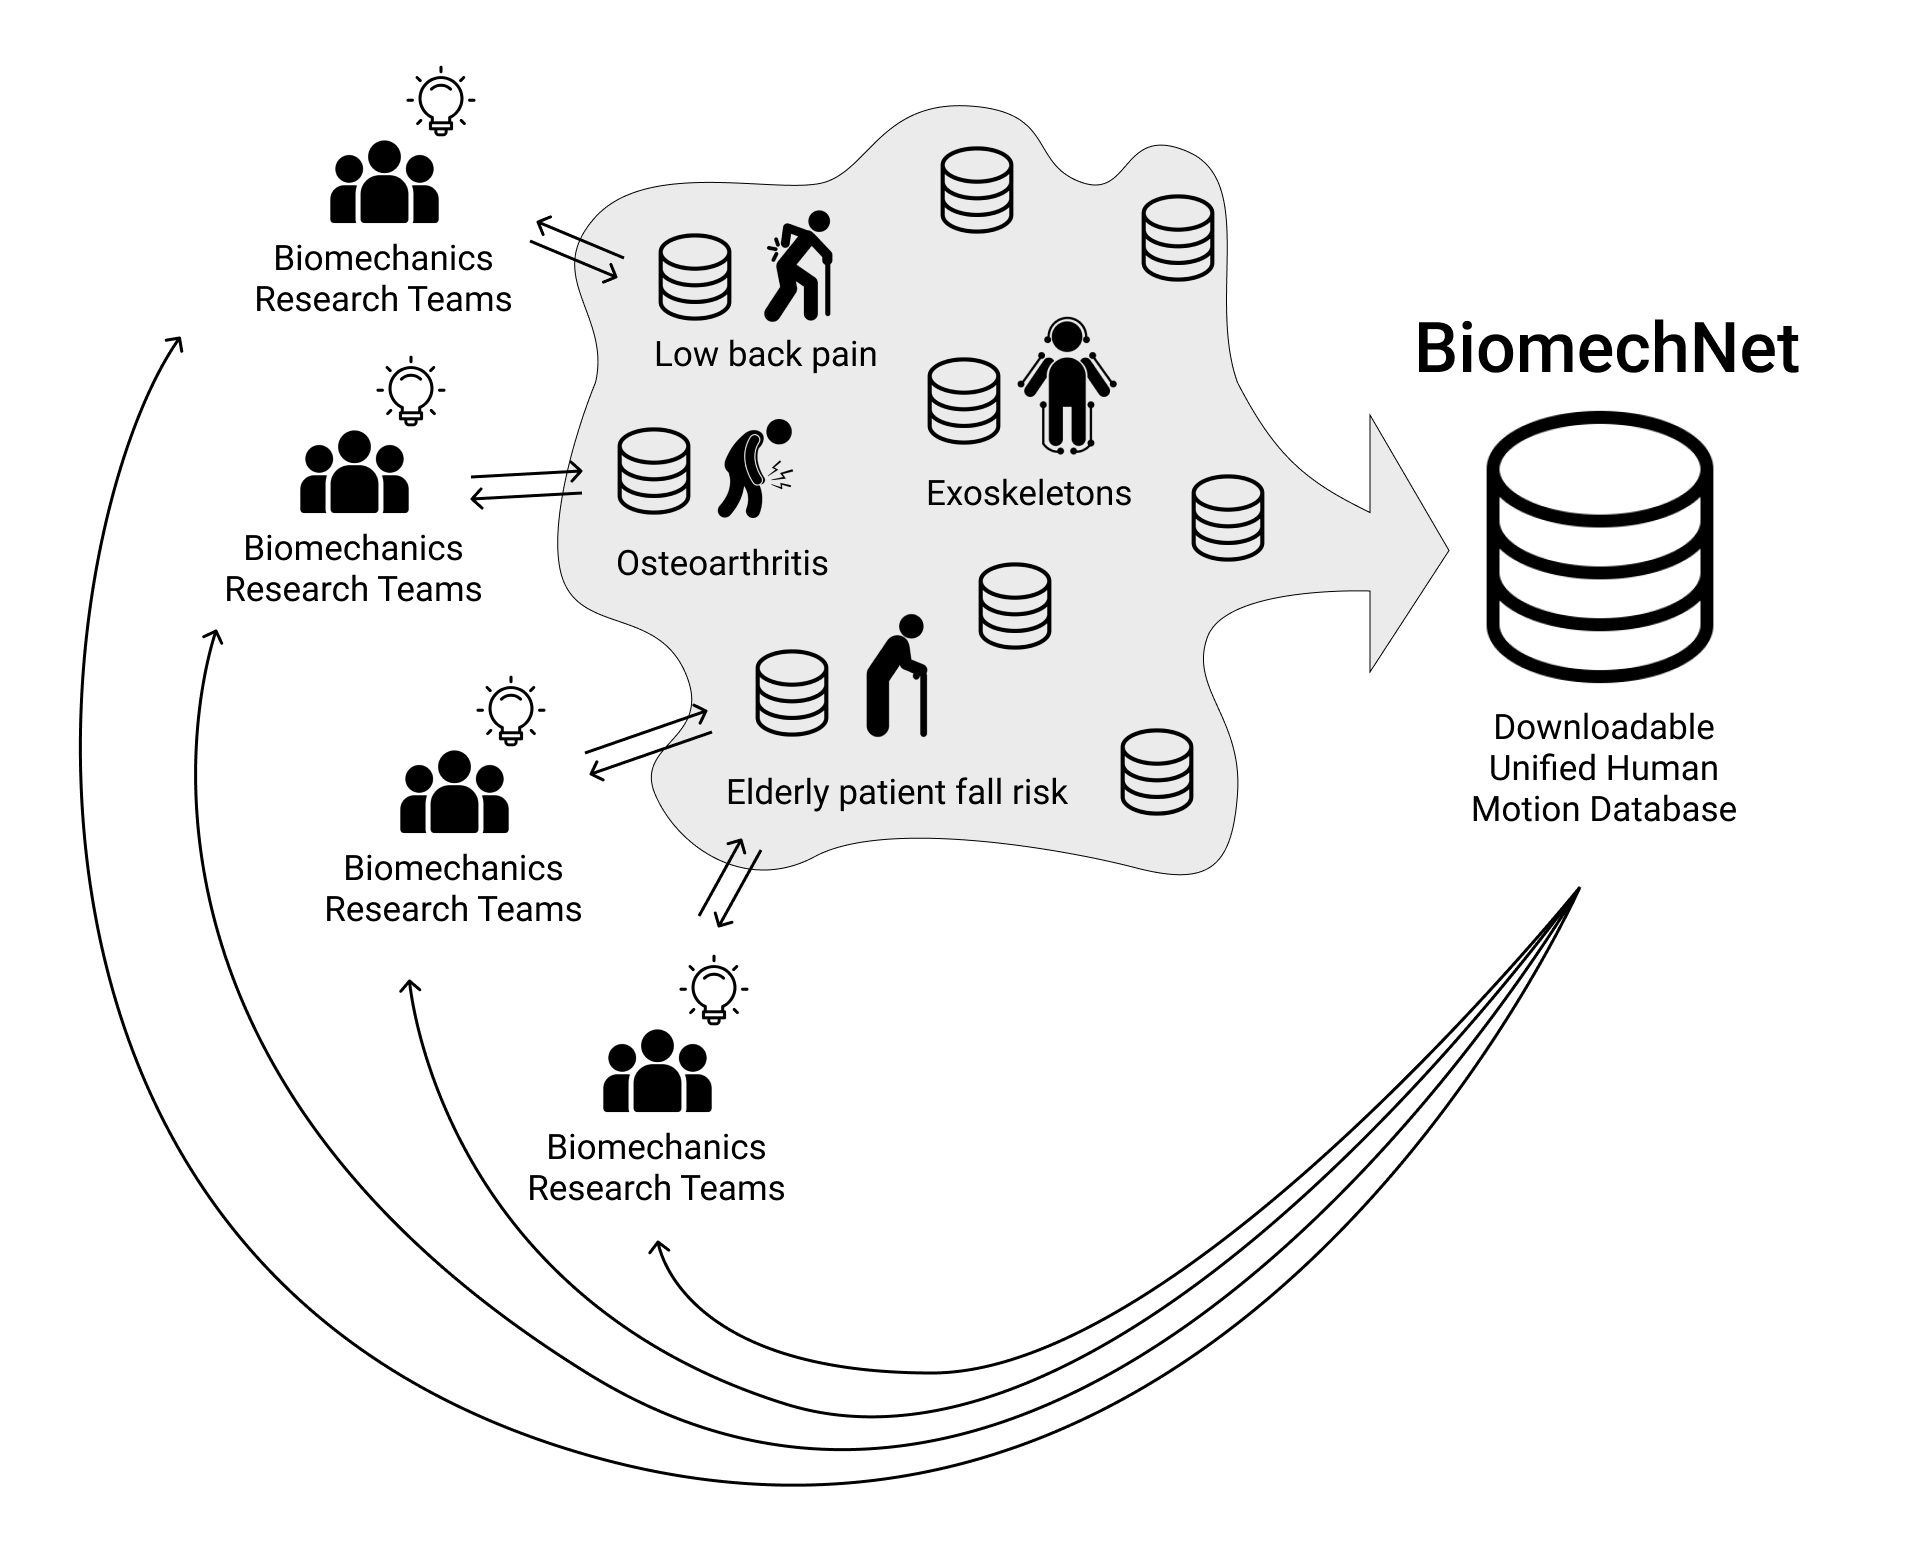 Biomechanics
Research Teams
Low back pain
BiomechNet
Exoskeletons
Biomechanics
Research Teams
Osteoarthritis
Downloadable
Unified Human
Motion Database
Elderly patient fall risk
Biomechanics
Research Teams
Biomechanics
Research Teams